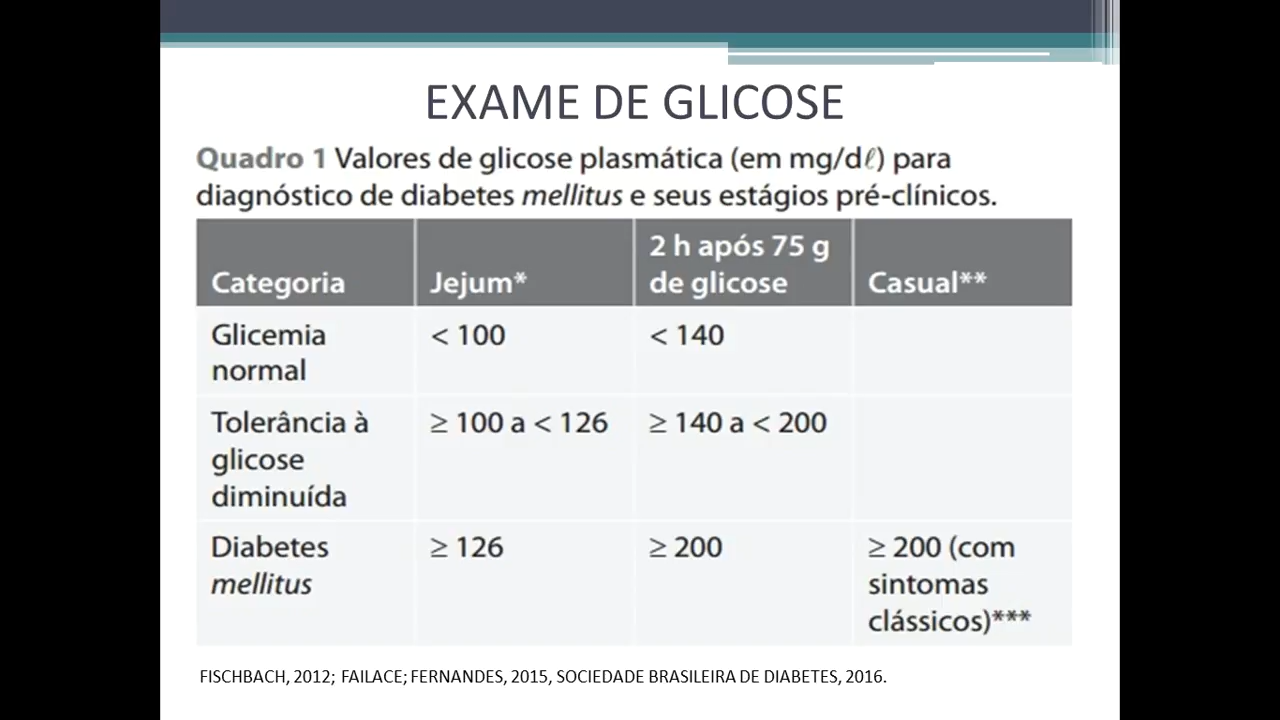 EXAME DE GLICOSE
Quadro 1 Valores de glicose plasmática (em mg/dℓ) para
diagnóstico de diabetes mellitus e seus estágios pré-clínicos.
Categoria
Jejum*
2 h após 75 g
de glicose
Casual**
Glicemia
normal
< 100
< 140
Tolerância à
glicose
diminuída
≥ 100 a < 126
≥ 140 a < 200
Diabetes
mellitus
≥ 126
≥ 200
≥ 200 (com
sintomas
clássicos)***
FISCHBACH, 2012; FAILACE; FERNANDES, 2015, SOCIEDADE BRASILEIRA DE DIABETES, 2016.